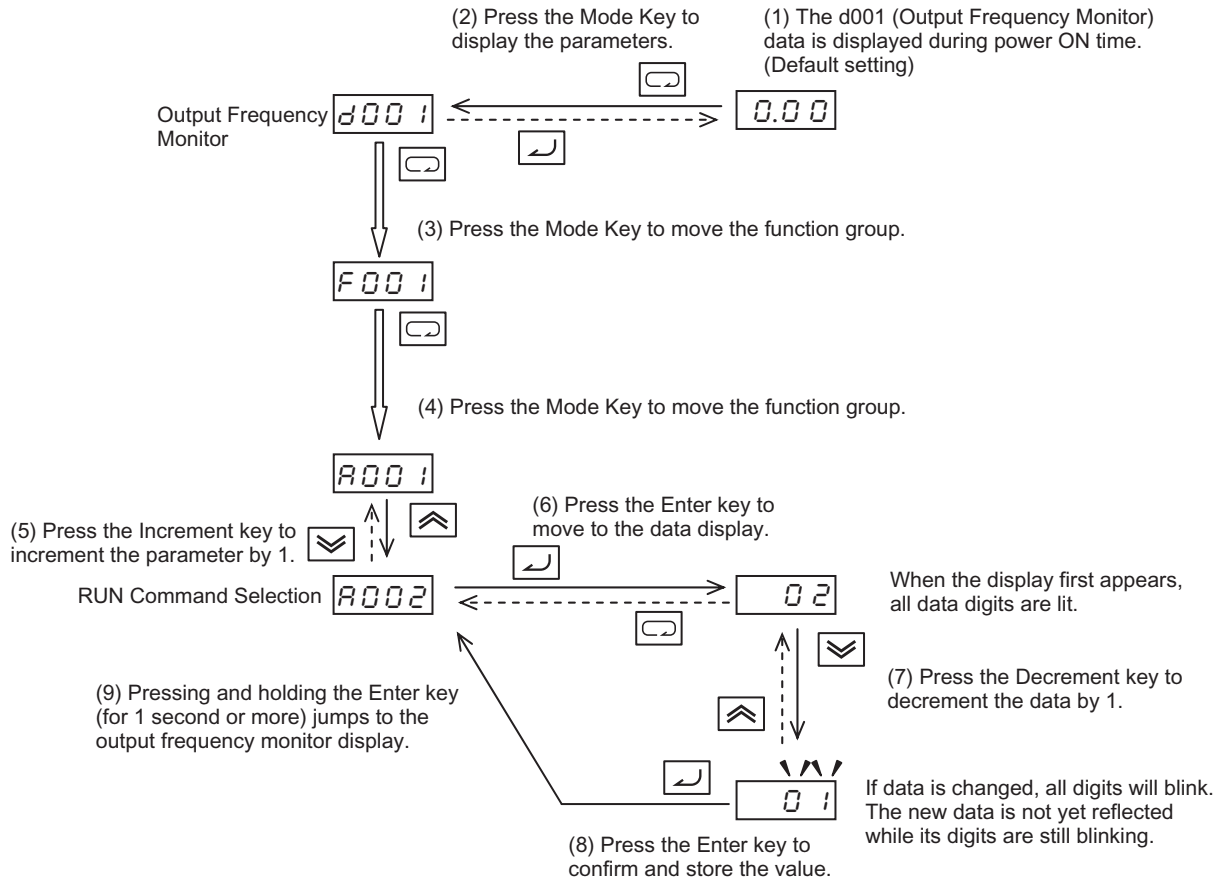 (2) Press the Mode Key to
display the parameters.
(1) The d001 (Output Frequency Monitor)
data is displayed during power ON time.
(Default setting)
Output Frequency
Monitor
d001
0.00
(3) Press the Mode Key to move the function group.
F001
(4) Press the Mode Key to move the function group.
A001
(5) Press the Increment key to
increment the parameter by 1.
(6) Press the Enter key to
move to the data display.
RUN Command Selection
A002
02
When the display first appears,
all data digits are lit.
(7) Press the Decrement key to
decrement the data by 1.
(9) Pressing and holding the Enter key
(for 1 second or more) jumps to the
output frequency monitor display.
01
If data is changed, all digits will blink.
The new data is not yet reflected
while its digits are still blinking.
(8) Press the Enter key to
confirm and store the value.